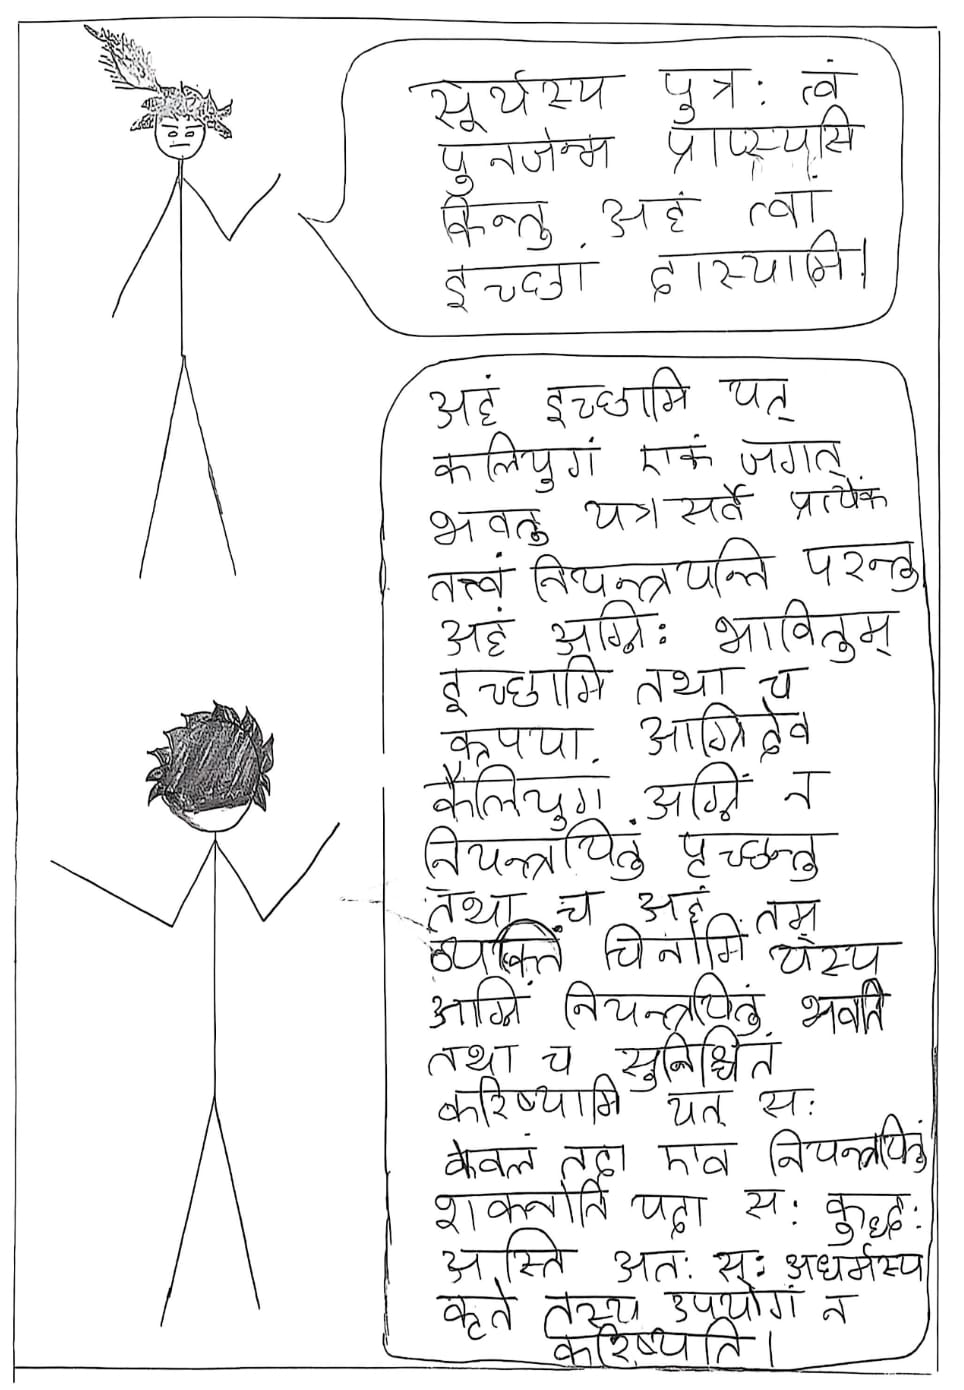 सूर्यस्य पुत्रः त्वं
पुनर्जन्म प्राप्स्यसि
किन्तु अहं त्वां
इच्छां दास्यामि।
अहं इच्छामि यत्
कलियुगं एकं जगत्
भवतु यत्र सर्वे प्रत्येकं
तत्त्वं नियन्त्रयन्ति परन्तु
अहं अग्निः भवितुम्
इच्छामि तथा च
कृपया अग्निदेव
कलियुगं अग्निं न
नियन्त्रयितुं पृच्छन्तु
तथा च अहं तम्
व्यक्तिं चिनोमि यस्य
अग्निं नियन्त्रयितुं भवति
तथा च सुनिश्चितं
करिष्यामि यत् सः
केवलं तदा एव नियन्त्रयितुं
शक्नोति यदा सः क्रुद्धः
अस्ति अतः सः अधर्मस्य
कृते तस्य उपयोगं न
करिष्यति।